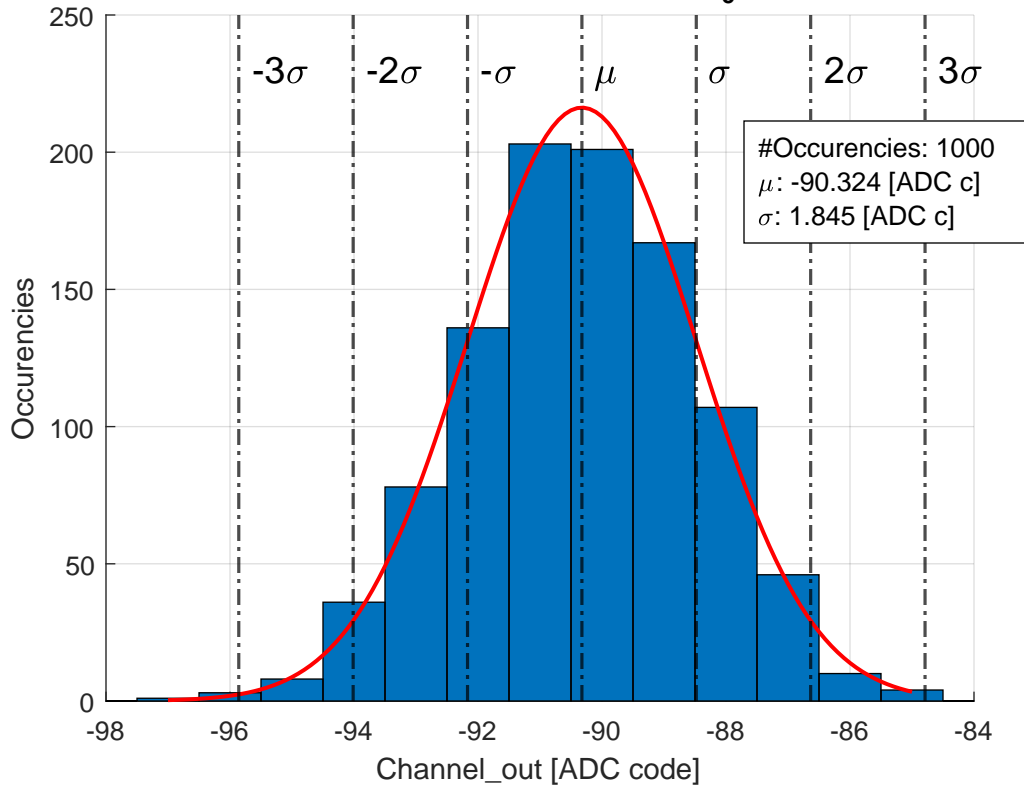 250
200
150
100
50
0
-3σ
-2σ
-σ
μ
σ
2σ
3σ
#Occurencies: 1000
μ: -90.324 [ADC c]
σ: 1.845 [ADC c]
Occurencies
-98
-96
-94
-92
-90
-88
-86
-84
Channel_out [ADC code]